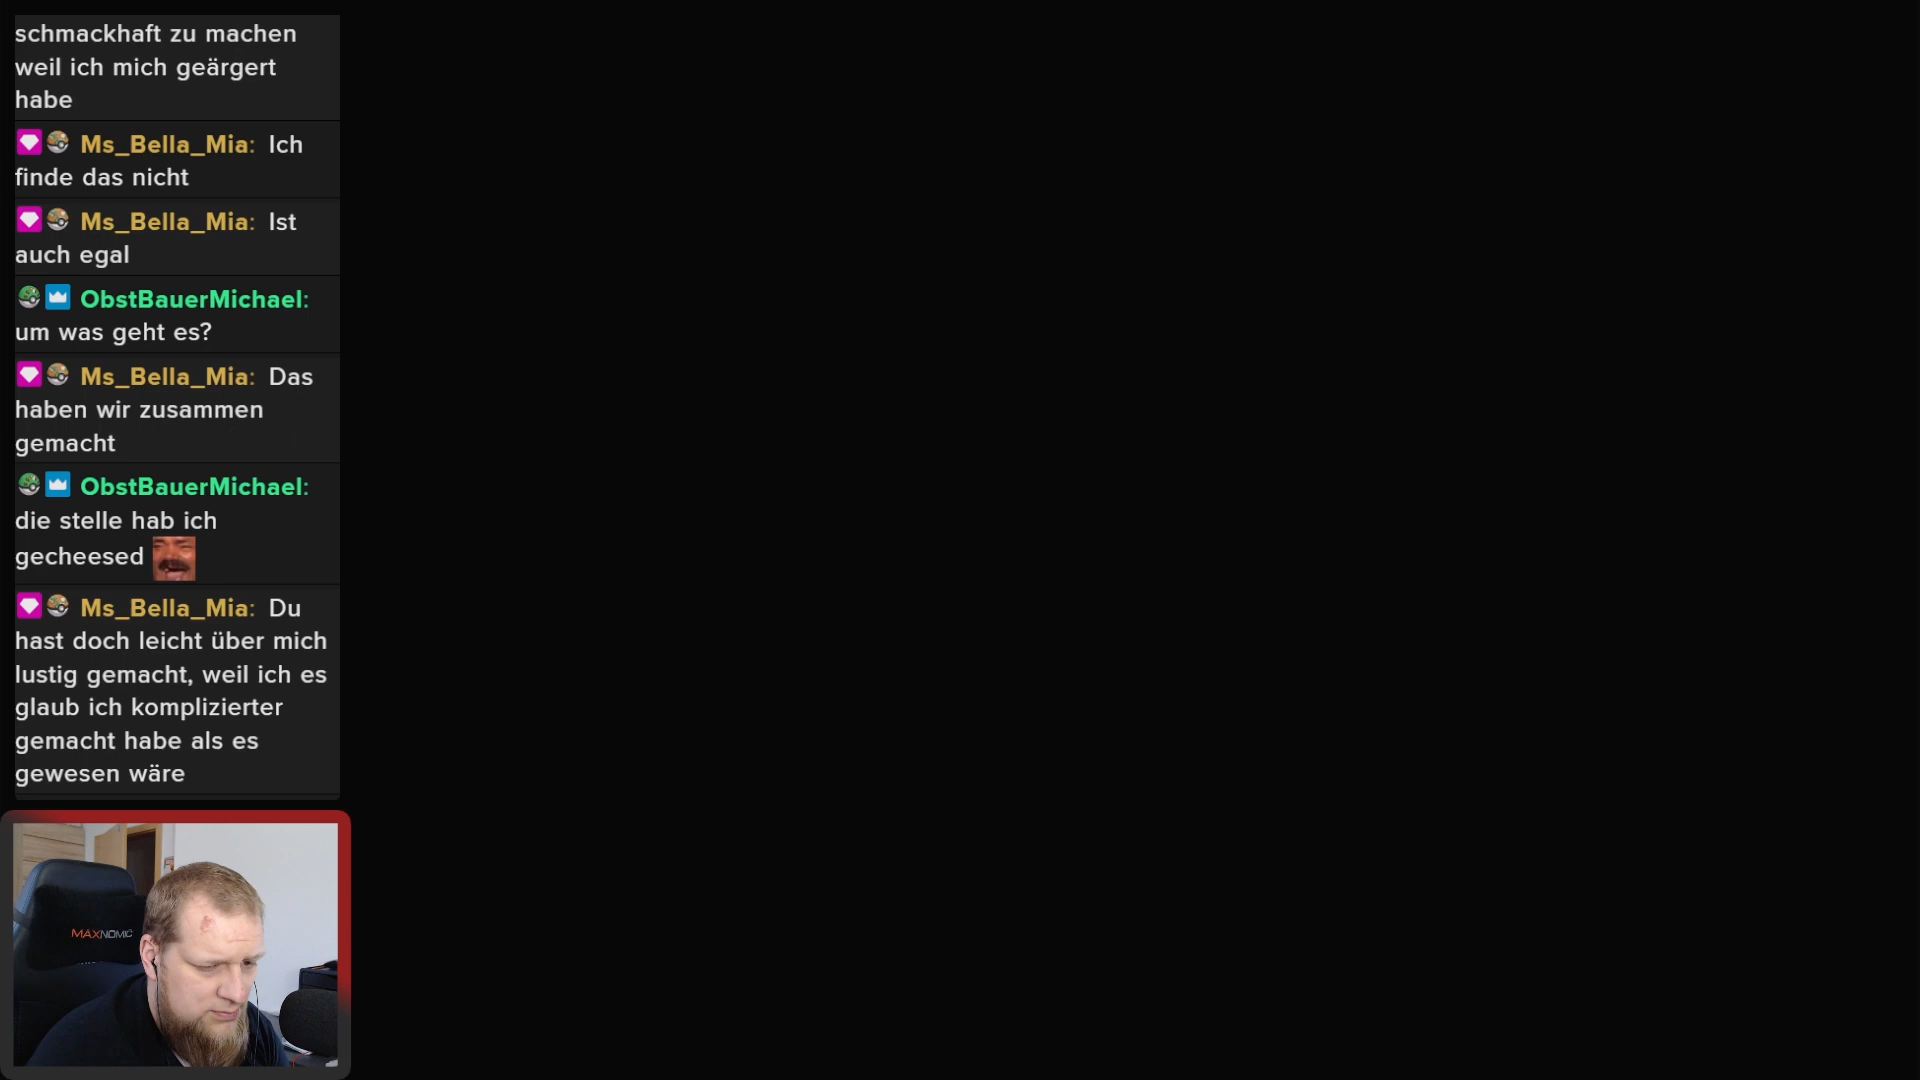 schmackhaft zu machen
weil ich mich geärgert
habe
Ms_Bella_Mia: Ich
finde das nicht
Ms_Bella_Mia: Ist
auch egal
ObstBauerMichael:
um was geht es?
Ms_Bella_Mia: Das
haben wir zusammen
gemacht
ObstBauerMichael:
die stelle hab ich
gecheesed
Ms_Bella_Mia: Du
hast doch leicht über mich
lustig gemacht, weil ich es
glaub ich komplizierter
gemacht habe als es
gewesen wäre
MAXNOMIC